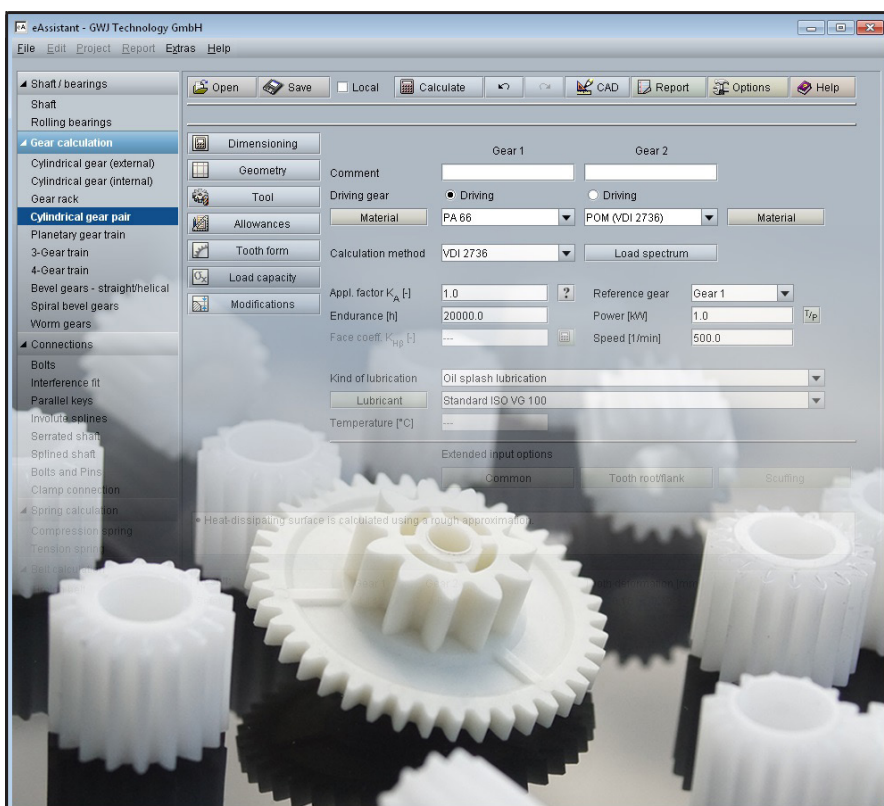 eAssistant - GWJ Technology GmbH
File Edit Project Report Extras Help
Shaft / bearings
Shaft
Rolling bearings
Gear calculation
Cylindrical gear (external)
Cylindrical gear (internal)
Gear rack
Cylindrical gear pair
Planetary gear train
3-Gear train
4-Gear train
Bevel gears - straight/helical
Spiral bevel gears
Worm gears
Connections
Bolts
Interference fit
Parallel keys
Involute splines
Serrated shaft
Splined shaft
Bolts and Pins
Clamp connection
Spring calculation
Compression spring
Tension spring
Open Save Local Calculate CAD Report Options Help
Dimensioning
Geometry
Tool
Allowances
Tooth form
Load capacity
Modifications
Gear 1 Gear 2
Comment
Driving gear Driving Driving
Material PA 66 POM (VDI 2736) Material
Calculation method VDI 2736 Load spectrum
Appl. factor K_A [-] 1.0 ? Reference gear Gear 1
Endurance [h] 20000.0 Power [kW] 1.0 T/P
Face coeff. K_Hβ [-] --- Speed [1/min] 500.0
Kind of lubrication Oil splash lubrication
Lubricant Standard ISO VG 100
Temperature [°C] ---
Extended input options
Common Tooth root/flank Scuffing
• Heat-dissipating surface is calculated using a rough approximation.